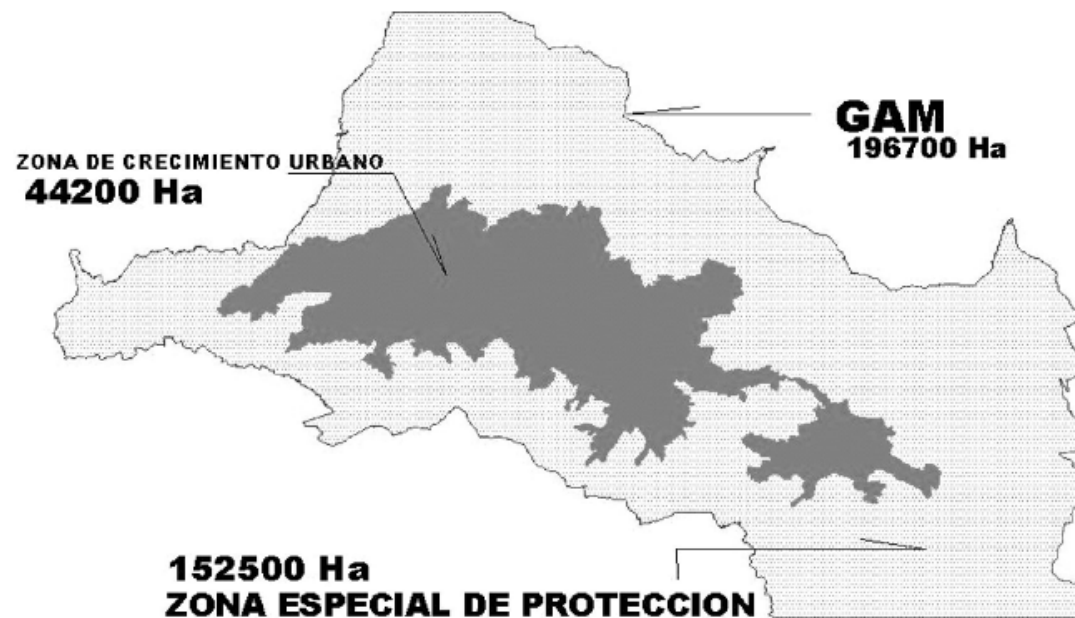 GAM
196700 Ha
ZONA DE CRECIMIENTO URBANO
44200 Ha
152500 Ha
ZONA ESPECIAL DE PROTECCION